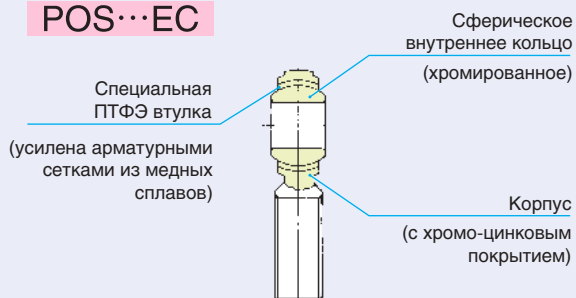 POS···EC
Сферическое
внутреннее кольцо
(хромированное)
Специальная
ПТФЭ втулка
(усилена арматурными
сетками из медных
сплавов)
Корпус
(с хромо-цинковым
покрытием)